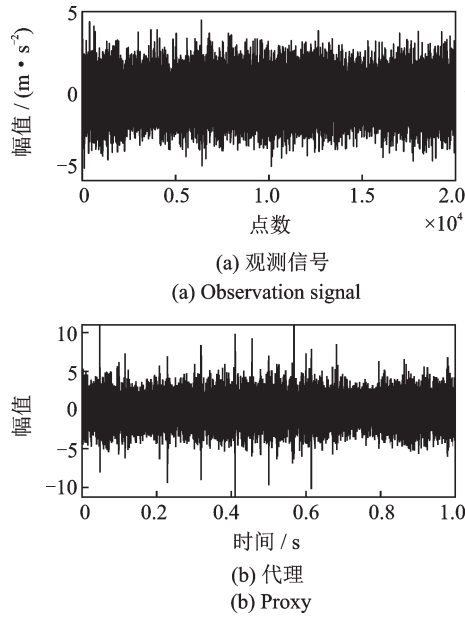 5
0
−5
幅值 / (m·s⁻²)
0 0.5 1.0 1.5 2.0
点数 ×10⁴
(a) 观测信号
(a) Observation signal
10
5
0
−5
−10
幅值
0 0.2 0.4 0.6 0.8 1.0
时间 / s
(b) 代理
(b) Proxy